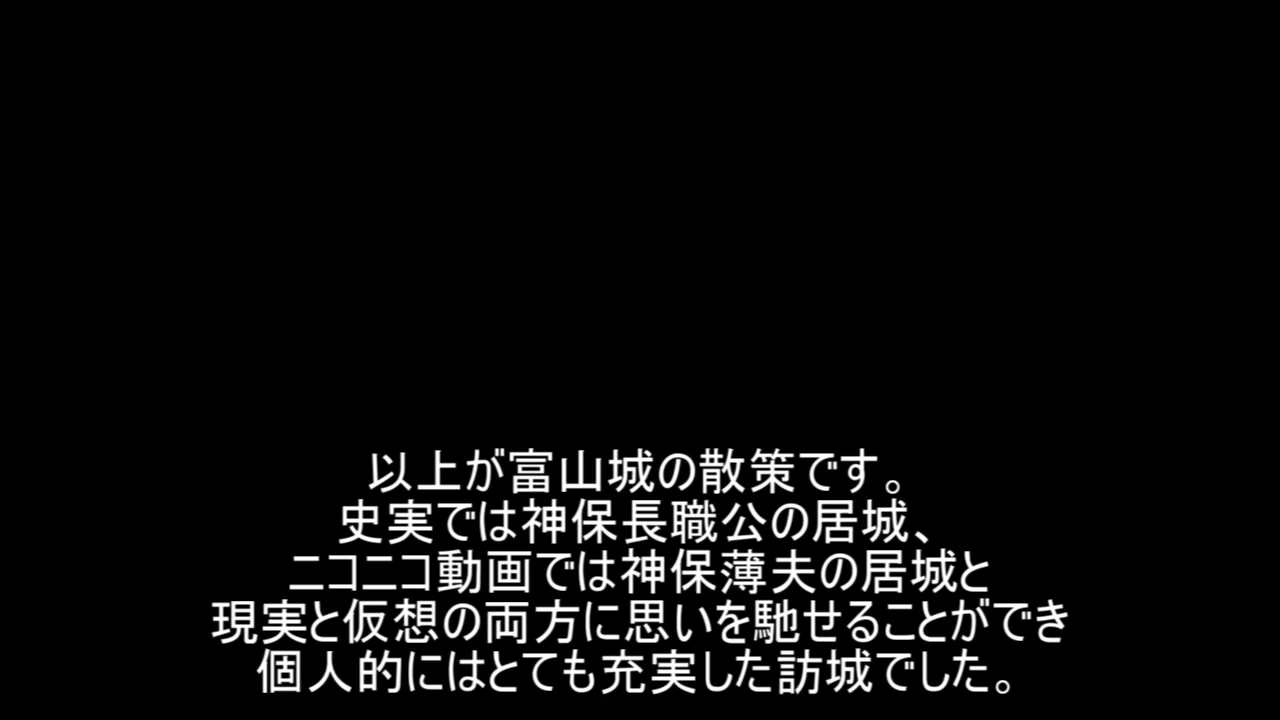 以上が富山城の散策です。
史実では神保長職公の居城、
ニコニコ動画では神保薄夫の居城と
現実と仮想の両方に思いを馳せることができ
個人的にはとても充実した訪城でした。